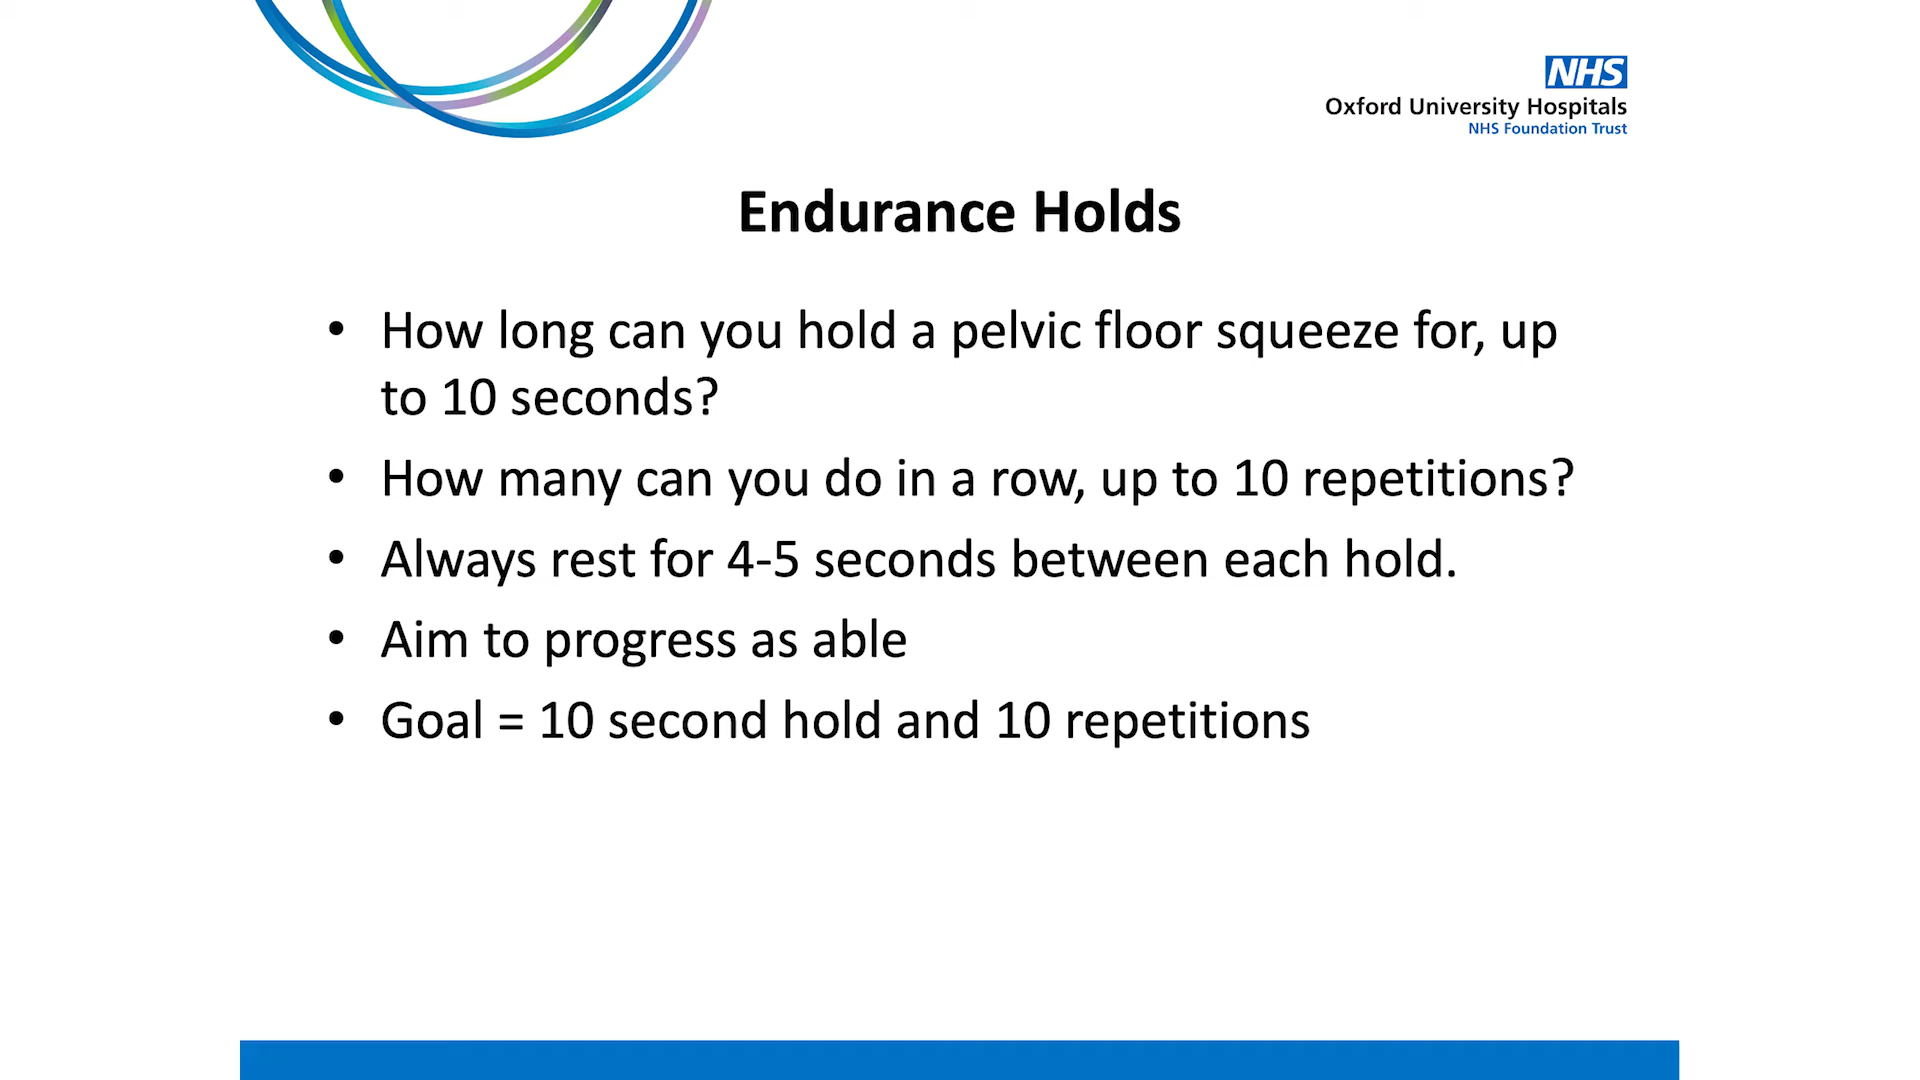 NHS
Oxford University Hospitals
NHS Foundation Trust
Endurance Holds
• How long can you hold a pelvic floor squeeze for, up
to 10 seconds?
• How many can you do in a row, up to 10 repetitions?
• Always rest for 4-5 seconds between each hold.
• Aim to progress as able
• Goal = 10 second hold and 10 repetitions